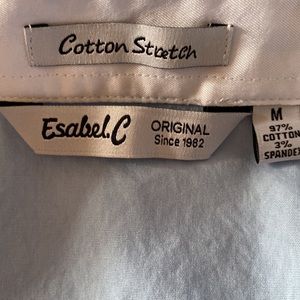 Cotton Stretch
Esabel.C
ORIGINAL
Since 1982
M
97%
COTTON
3%
SPANDEX